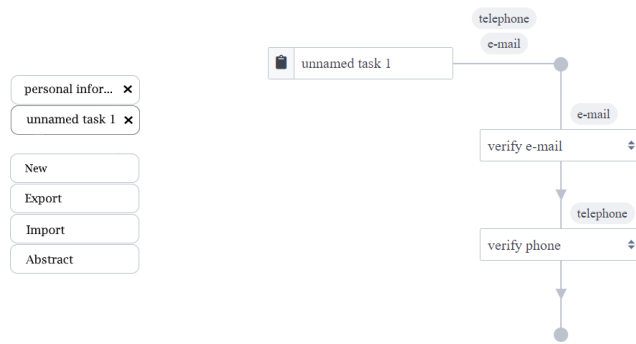 telephone
e-mail
unnamed task 1
personal infor...
unnamed task 1
e-mail
verify e-mail
New
Export
Import
Abstract
telephone
verify phone